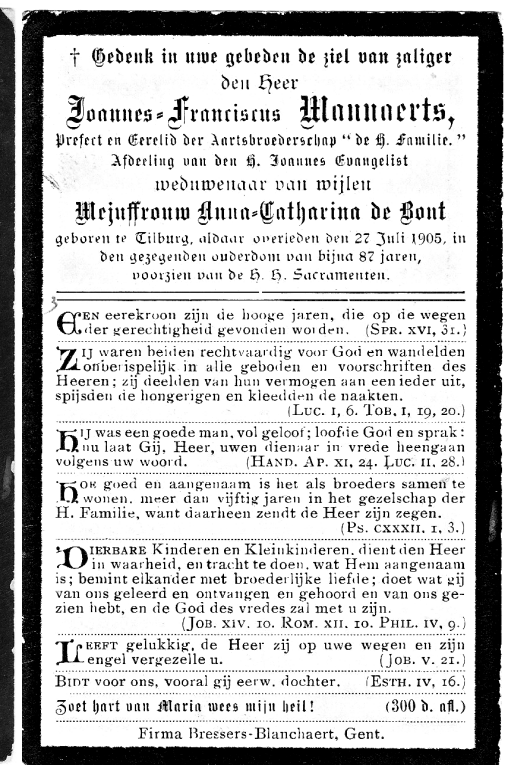 † Gedenk in uwe gebeden de ziel van zaliger
den Heer
Joannes-Franciscus Mannaerts,
Prefect en Eerelid der Aartsbroederschap “ de H. Familie. ”
Afdeeling van den H. Joannes Evangelist
weduwenaar van wijlen
Mejuffrouw Anna-Catharina de Bont
geboren te Tilburg, aldaar overleden den 27 Juli 1905, in
den gezegenden ouderdom van bijna 87 jaren,
voorzien van de H. H. Sacramenten.
3
EEN eerekroon zijn de hooge jaren, die op de wegen
der gerechtigheid gevonden worden. (SPR. XVI, 31.)
ZIJ waren beiden rechtvaardig voor God en wandelden
onberispelijk in alle geboden en voorschriften des
Heeren ; zij deelden van hun vermogen aan een ieder uit,
spijsden de hongerigen en kleedden de naakten.
(LUC. I, 6. TOB. I, 19, 20.)
HIJ was een goede man, vol geloof ; loofde God en sprak :
nu laat Gij, Heer, uwen dienaar in vrede heengaan
volgens uw woord. (HAND. AP. XI, 24. LUC. II. 28.)
HOE goed en aangenaam is het als broeders samen te
wonen. meer dan vijftig jaren in het gezelschap der
H. Familie, want daarheen zendt de Heer zijn zegen.
(PS. CXXXII. 1, 3.)
DIERBARE Kinderen en Kleinkinderen, dient den Heer
in waarheid, en tracht te doen, wat Hem aangenaam
is ; bemint elkander met broederlijke liefde ; doet wat gij
van ons geleerd en ontvangen en gehoord en van ons ge-
zien hebt, en de God des vredes zal met u zijn.
(JOB. XIV. 10. ROM. XII. 10. PHIL. IV, 9.)
LEEFT gelukkig, de Heer zij op uwe wegen en zijn
engel vergezelle u. (JOB. V. 21.)
BIDT voor ons, vooral gij eerw. dochter. (ESTH. IV, 16.)
Zoet hart van Maria wees mijn heil ! (300 d. afl.)
Firma Bressers-Blanchaert, Gent.